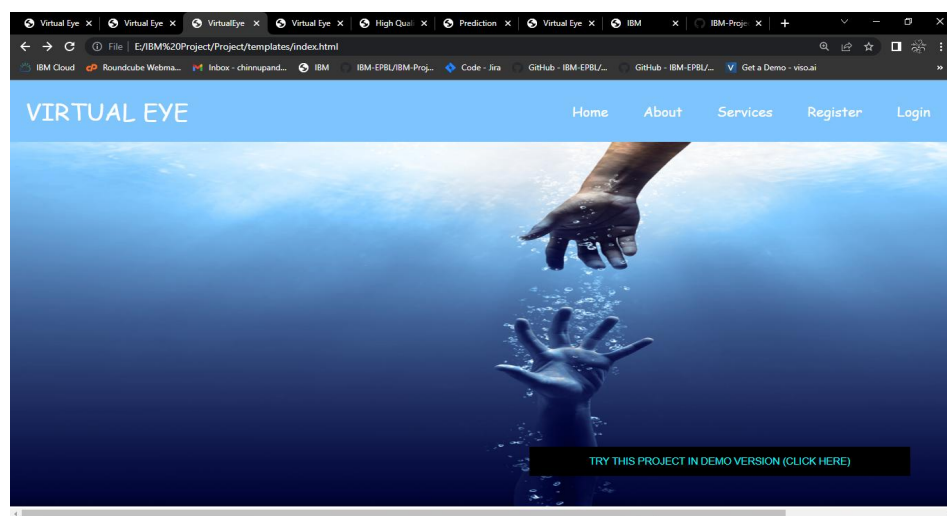 Virtual Eye Virtual Eye VirtualEye Virtual Eye High Quali Prediction Virtual Eye IBM IBM-Proje
File E:/IBM%20Project/Project/templates/index.html
IBM Cloud Roundcube Webma... Inbox - chinnupand... IBM IBM-EPBL/IBM-Proj... Code - Jira GitHub - IBM-EPBL/... GitHub - IBM-EPBL/... Get a Demo - viso.ai »
VIRTUAL EYE Home About Services Register Login
TRY THIS PROJECT IN DEMO VERSION (CLICK HERE)